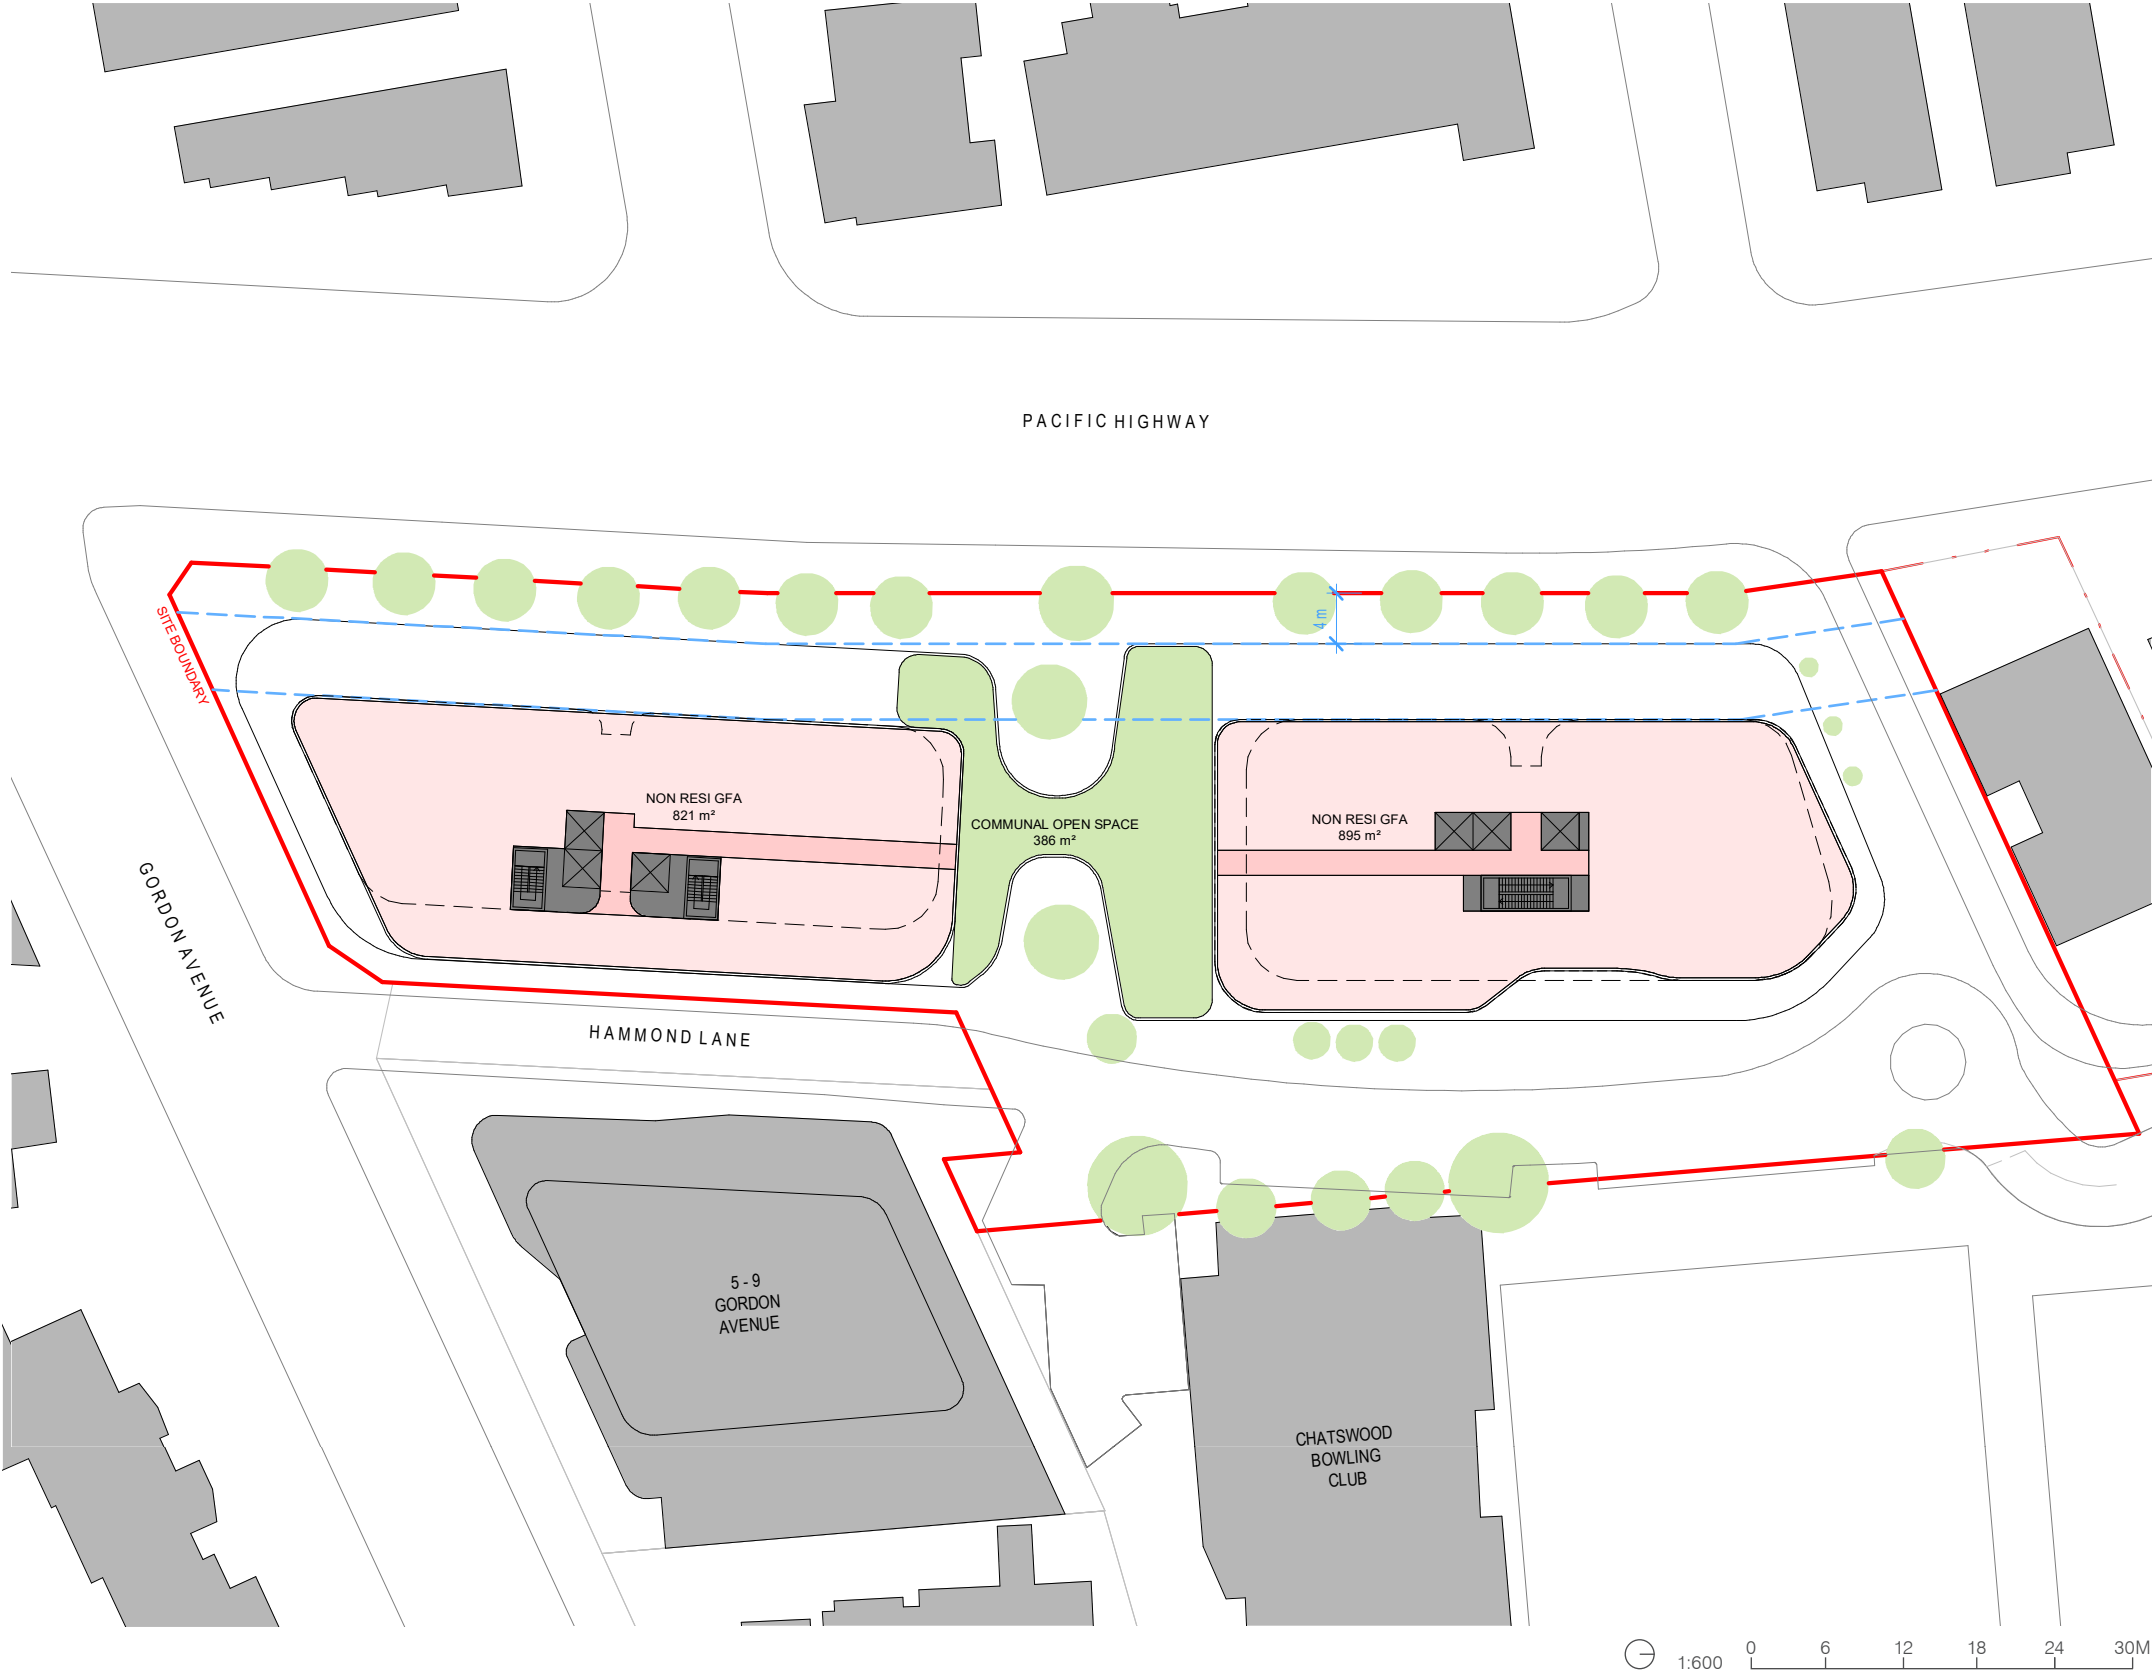 PACIFIC HIGHWAY
4 m
SITE BOUNDARY
NON RESI GFA
821 m²
COMMUNAL OPEN SPACE
386 m²
NON RESI GFA
895 m²
GORDON AVENUE
HAMMOND LANE
5 - 9
GORDON
AVENUE
CHATSWOOD
BOWLING
CLUB
1:600
0 6 12 18 24 30M